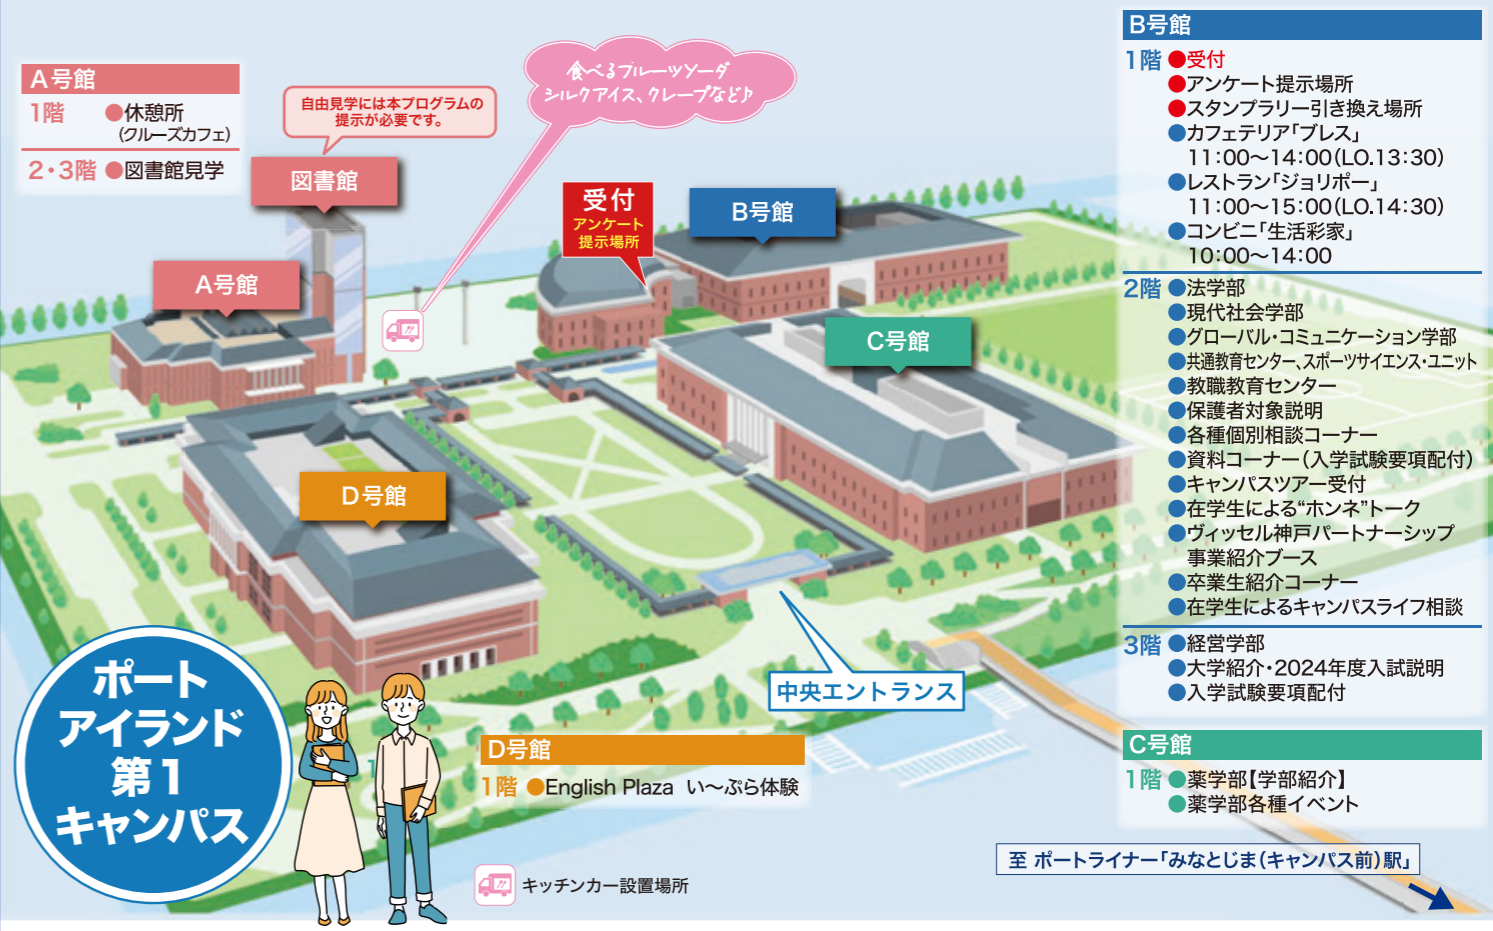 A号館
1階 ●休憩所
(クルーズカフェ)
2・3階 ●図書館見学
自由見学には本プログラムの
提示が必要です。
図書館
A号館
食べるフルーツソーダ
シルクアイス、クレープなど♪
受付
アンケート
提示場所
B号館
C号館
D号館
中央エントランス
B号館
1階 ●受付
●アンケート提示場所
●スタンプラリー引き換え場所
●カフェテリア「ブレス」
11:00〜14:00(LO.13:30)
●レストラン「ジョリポー」
11:00〜15:00(LO.14:30)
●コンビニ「生活彩家」
10:00〜14:00
2階 ●法学部
●現代社会学部
●グローバル・コミュニケーション学部
●共通教育センター、スポーツサイエンス・ユニット
●教職教育センター
●保護者対象説明
●各種個別相談コーナー
●資料コーナー(入学試験要項配付)
●キャンパスツアー受付
●在学生による“ホンネ”トーク
●ヴィッセル神戸パートナーシップ
事業紹介ブース
●卒業生紹介コーナー
●在学生によるキャンパスライフ相談
3階 ●経営学部
●大学紹介・2024年度入試説明
●入学試験要項配付
C号館
1階 ●薬学部【学部紹介】
●薬学部各種イベント
D号館
1階 ●English Plaza い〜ぷら体験
ポート
アイランド
第1
キャンパス
キッチンカー設置場所
至 ポートライナー「みなとじま(キャンパス前)駅」